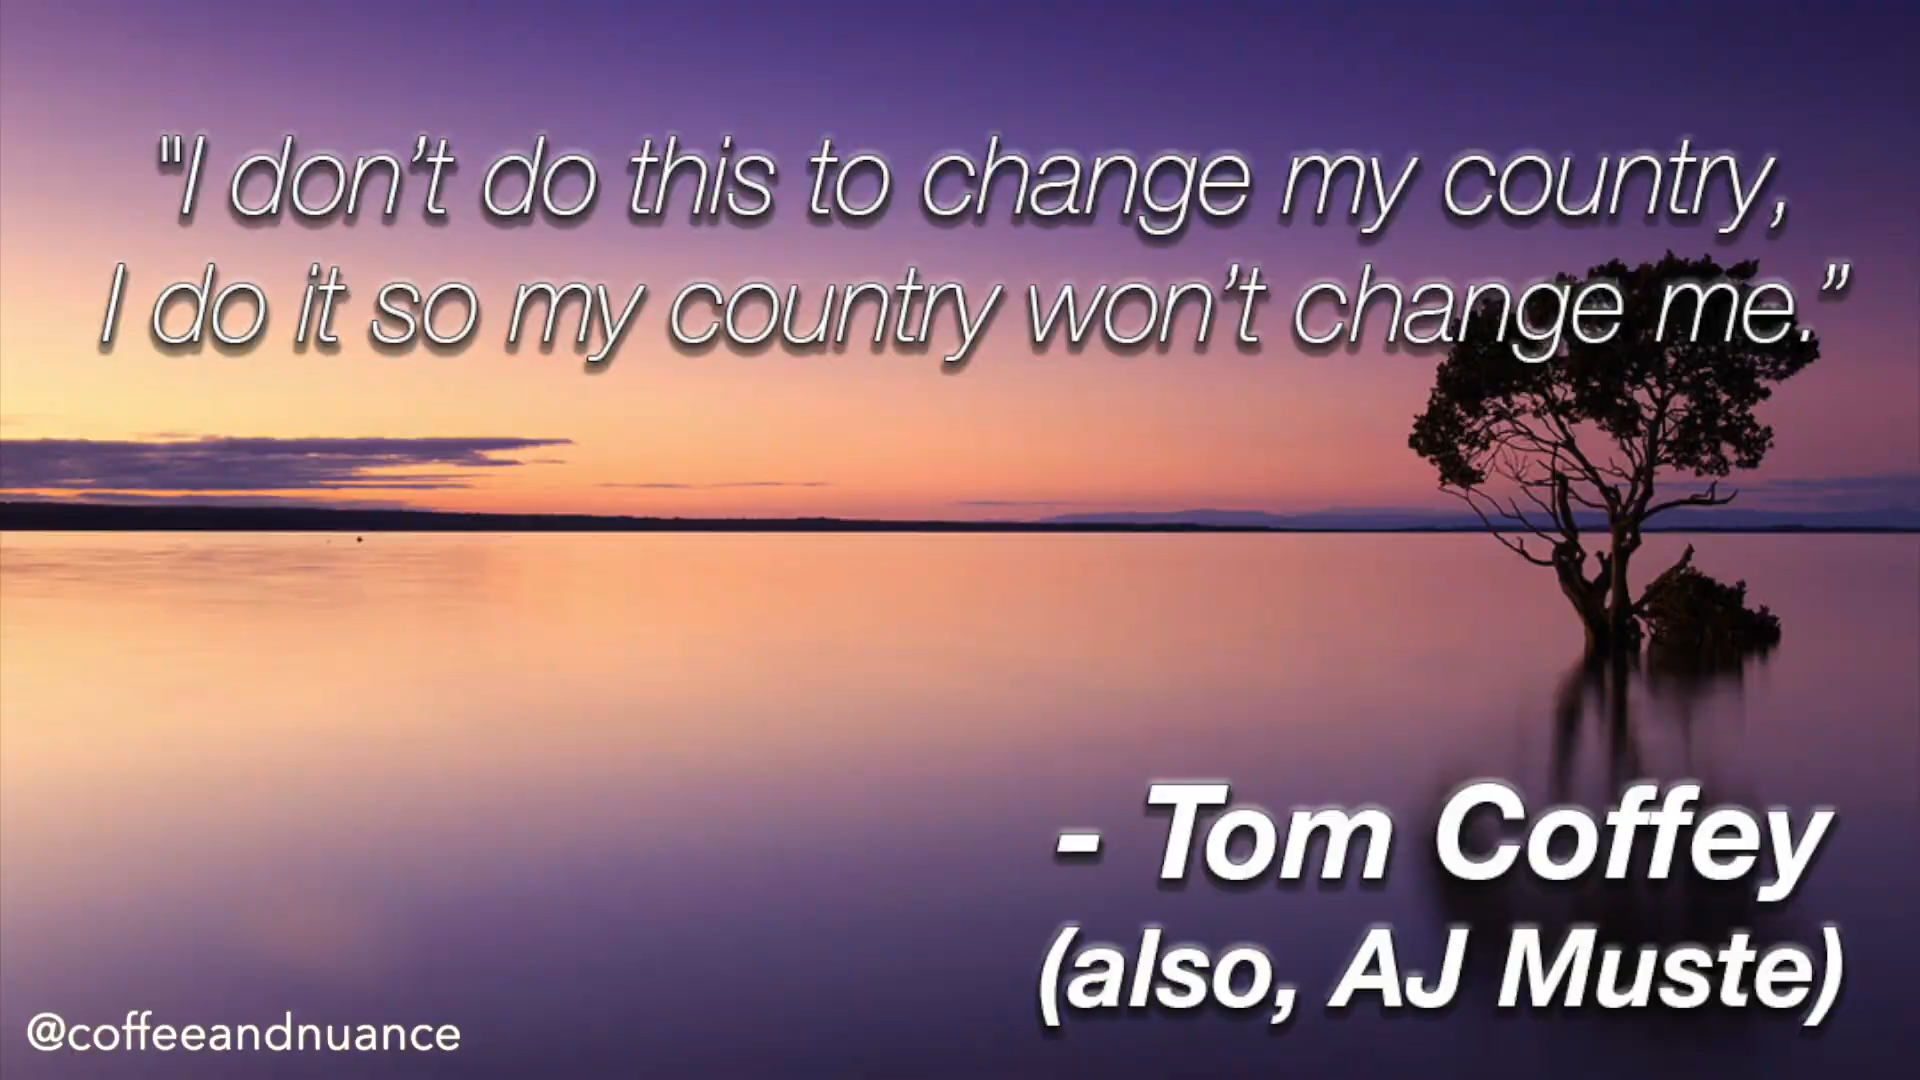 "I don’t do this to change my country,
I do it so my country won’t change me.”
- Tom Coffey
(also, AJ Muste)
@coffeeandnuance